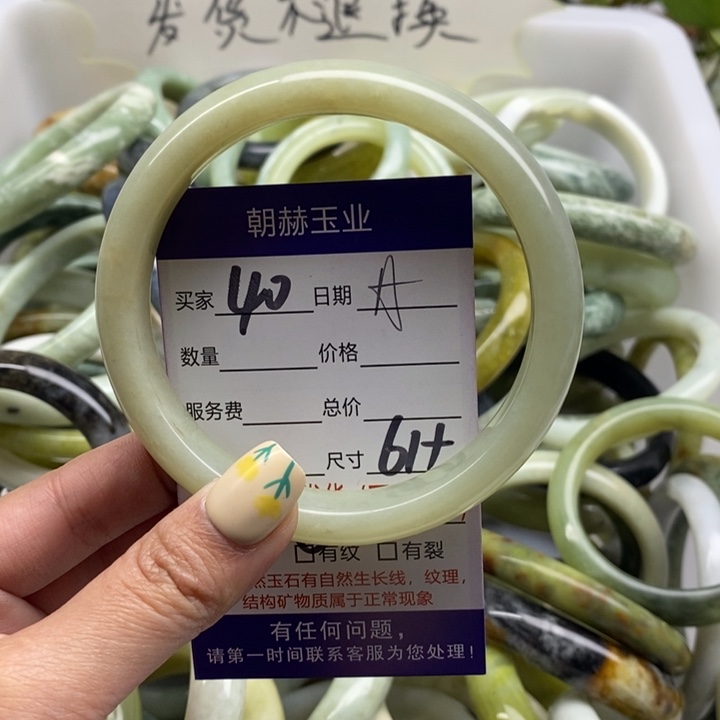 发货不退换
朝赫玉业
买家 40 日期 A
数量 价格
服务费 总价
尺寸 61+
有纹 有裂
然玉石有自然生长线，纹理，
结构矿物质属于正常现象
有任何问题，
请第一时间联系客服为您处理！